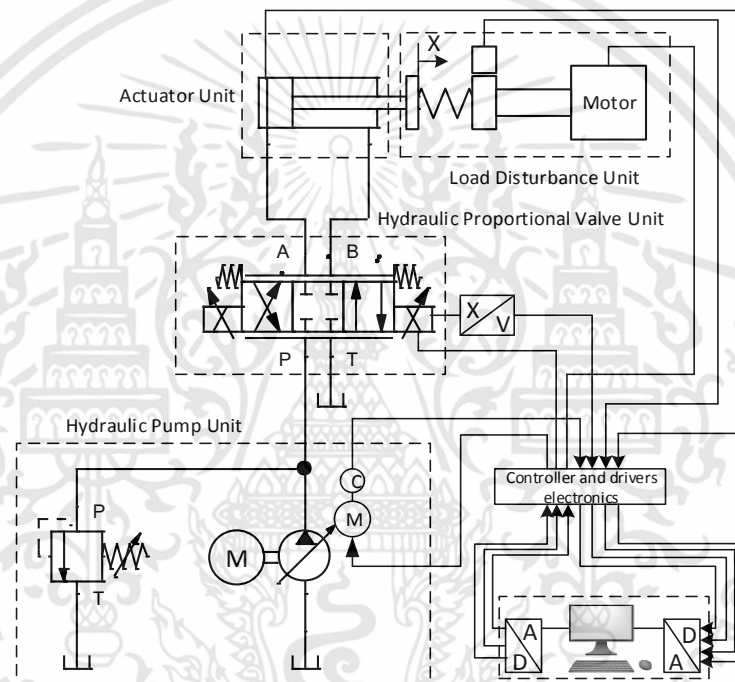 X
Actuator Unit
Motor
Load Disturbance Unit
Hydraulic Proportional Valve Unit
A
B
X
V
P
T
Hydraulic Pump Unit
C
Controller and drivers
electronics
P
M
M
T
A
D
D
A